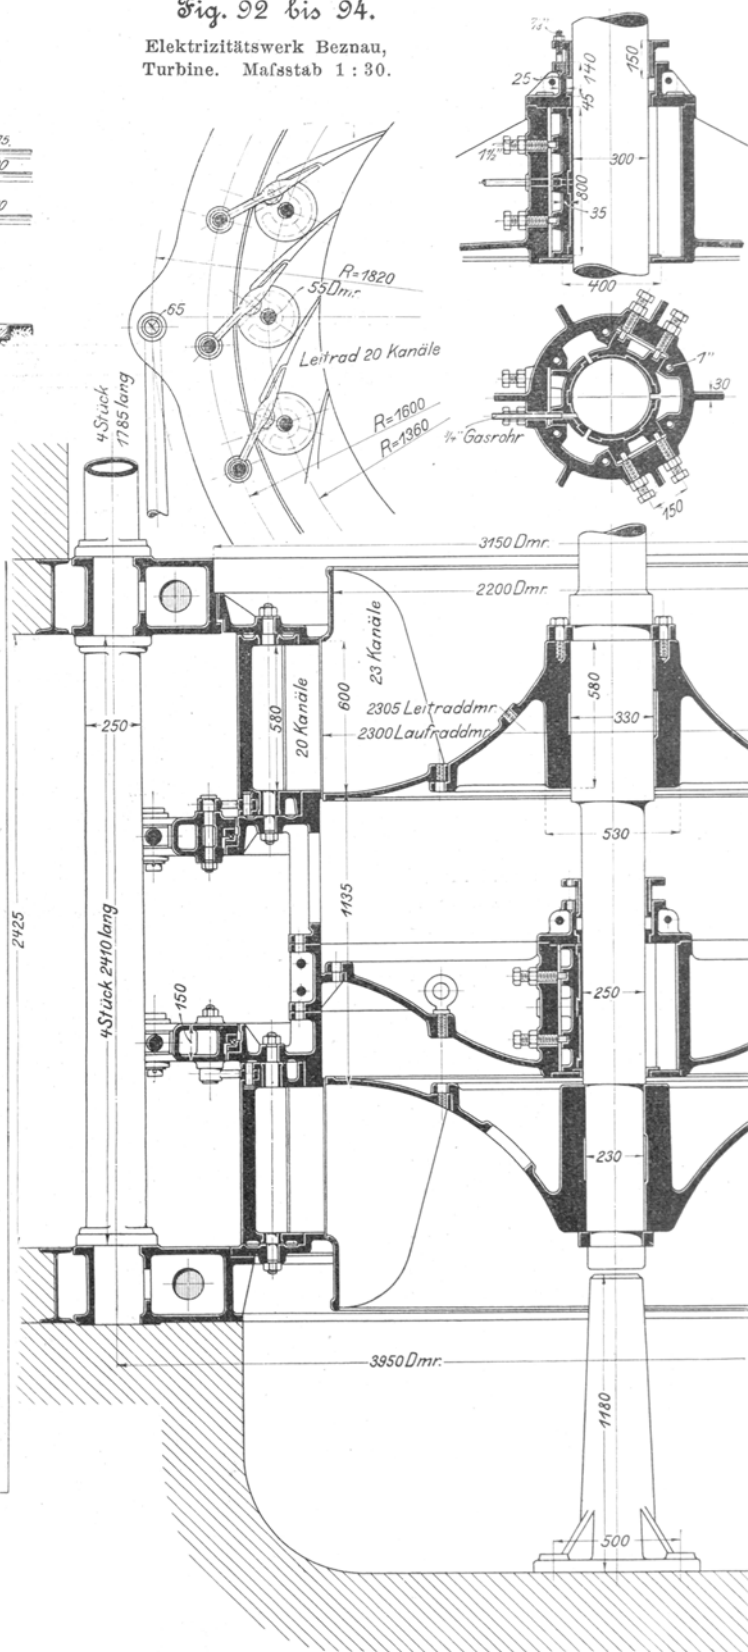 Fig. 92 bis 94.
Elektrizitätswerk Beznau,
Turbine. Maſsstab 1 : 30.
25
140
150
45
1½"
300
800
35
400
R=1820
55 Dmr.
65
Leitrad 20 Kanäle
R=1600
R=1360
1"
30
Gasrohr
150
4 Stück
1785 lang
3150 Dmr.
2200 Dmr.
23 Kanäle
600
580
20 Kanäle
580
2305 Leitraddmr.
2300 Laufraddmr.
330
250
530
1135
2425
4 Stück 2410 lang
150
250
230
3950 Dmr.
1180
500